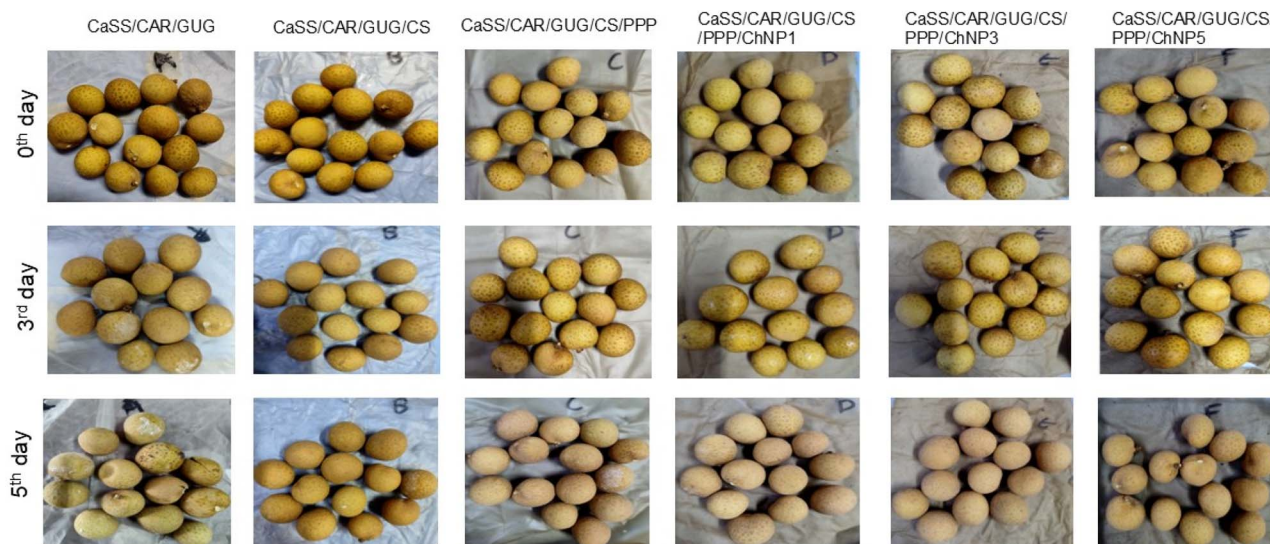 CaSS/CAR/GUG
CaSS/CAR/GUG/CS
CaSS/CAR/GUG/CS/PPP
CaSS/CAR/GUG/CS
/PPP/ChNP1
CaSS/CAR/GUG/CS/
PPP/ChNP3
CaSS/CAR/GUG/CS/
PPP/ChNP5
0th day
B
C
D
E
F
3rd day
B
C
D
E
F
5th day
B
C
D
E
F